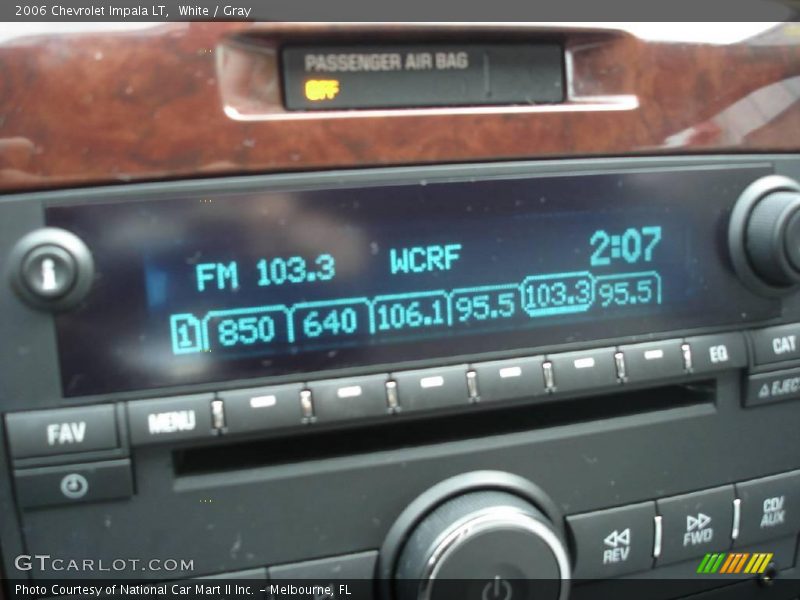 2006 Chevrolet Impala LT, White / Gray
PASSENGER AIR BAG
OFF
FM 103.3 WCRF 2:07
1 850 640 106.1 95.5 103.3 95.5
EQ CAT
EJECT
FAV MENU
REV FWD CD/AUX
GTCARLOT.COM
Photo Courtesy of National Car Mart II Inc. - Melbourne, FL